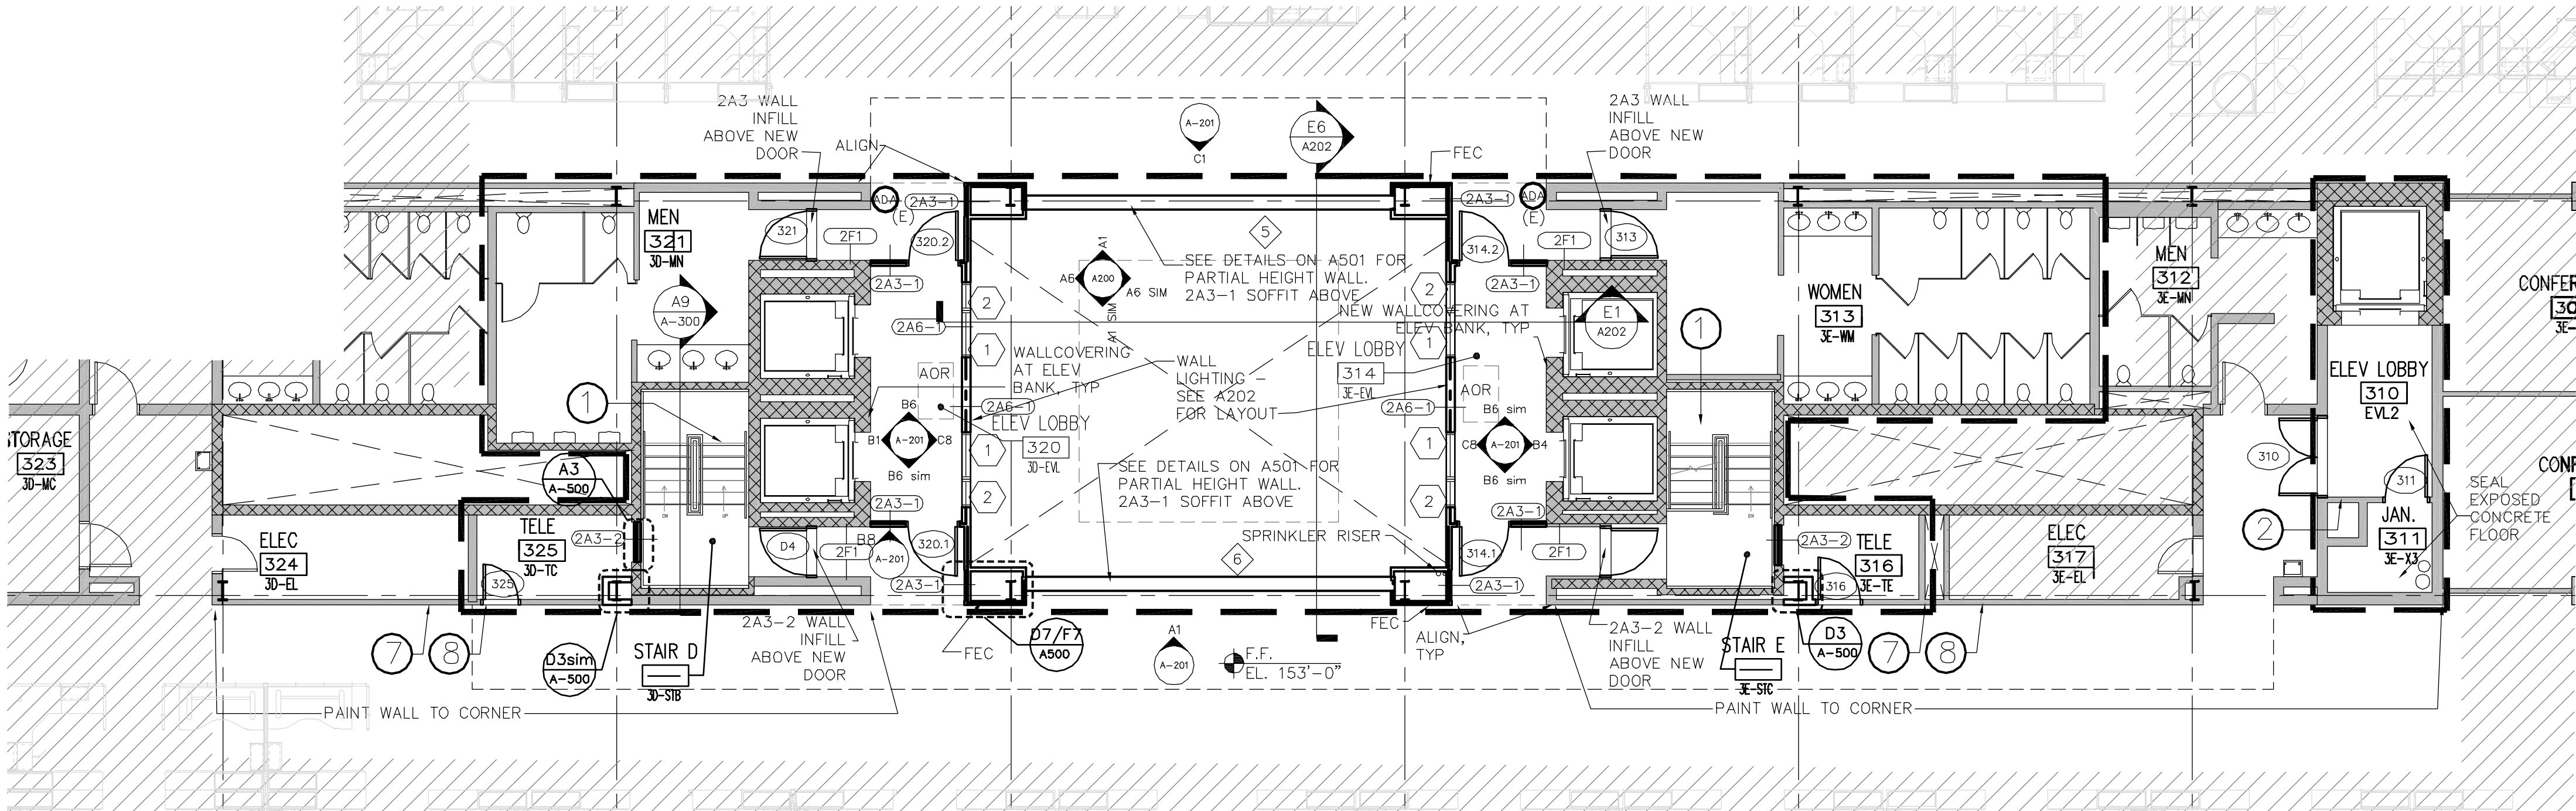 2A3 WALL
INFILL
ABOVE NEW
DOOR
ALIGN
A-201
C1
E6
A202
FEC
2A3 WALL
INFILL
ABOVE NEW
DOOR
MEN
321
3D-MN
321
2F1
ADA
(E)
2A3-1
320.2
2A3-1
A9
A-300
5
SEE DETAILS ON A501 FOR
PARTIAL HEIGHT WALL.
2A3-1 SOFFIT ABOVE
A1
A6
A200
A6 SIM
A1 SIM
2A3-1
ADA
(E)
314.2
2F1
313
2A3-1
NEW WALLCOVERING AT
ELEV BANK, TYP
E1
A202
1
WOMEN
313
3E-WM
MEN
312
3E-MN
2
1
1
2
2
1
1
2
2A6-1
WALLCOVERING
AT ELEV
BANK, TYP
AOR
2A6-1
WALL
LIGHTING –
SEE A202
FOR LAYOUT
ELEV LOBBY
314
3E-EVL
AOR
2A6-1
B6
B1
A-201
C8
B6 sim
ELEV LOBBY
320
3D-EVL
B6 sim
C8
A-201
B4
B6 sim
ELEV LOBBY
310
EVL2
310
311
SEAL
EXPOSED
CONCRETE
FLOOR
JAN.
311
3E-X3
2
STORAGE
323
3D-MC
1
A3
A-500
ELEC
324
3D-EL
TELE
325
3D-TC
325
2A3-2
DN
UP
D4
2F1
B8
A-201
2A3-1
320.1
2A3-1
SEE DETAILS ON A501 FOR
PARTIAL HEIGHT WALL.
2A3-1 SOFFIT ABOVE
SPRINKLER RISER
6
2A3-1
314.1
2F1
2A3-1
DN
2A3-2
TELE
316
3E-TE
316
ELEC
317
3E-EL
7
8
D3sim
A-500
STAIR D
3D-STB
2A3-2 WALL
INFILL
ABOVE NEW
DOOR
FEC
D7/F7
A500
A1
A-201
F.F.
EL. 153'-0"
FEC
ALIGN,
TYP
2A3-2 WALL
INFILL
ABOVE NEW
DOOR
STAIR E
3E-STC
D3
A-500
7
8
PAINT WALL TO CORNER
PAINT WALL TO CORNER